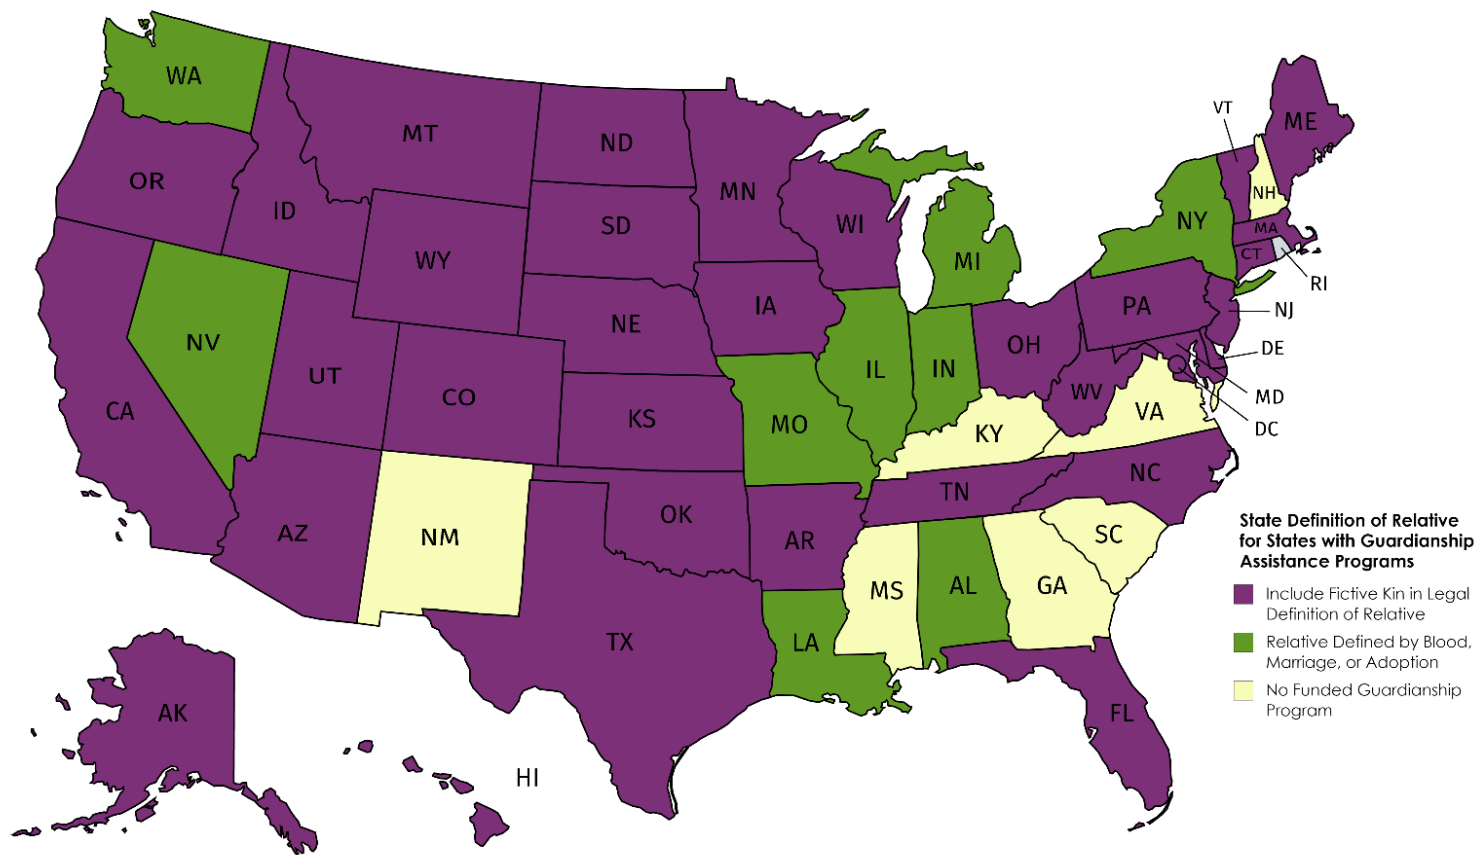 WA
MT
ND
MN
OR
ID
SD
WI
MI
NY
VT
ME
NH
MA
CT
RI
WY
IA
NE
PA
NJ
NV
UT
CO
KS
MO
IL
IN
OH
WV
VA
DE
MD
DC
CA
KY
AZ
NM
OK
AR
TN
NC
SC
TX
LA
MS
AL
GA
FL
AK
HI
State Definition of Relative
for States with Guardianship
Assistance Programs
Include Fictive Kin in Legal
Definition of Relative
Relative Defined by Blood,
Marriage, or Adoption
No Funded Guardianship
Program